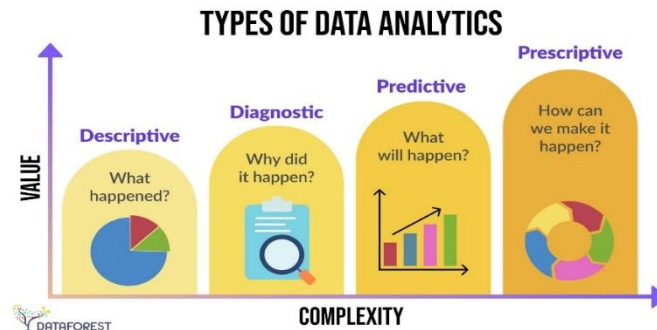 TYPES OF DATA ANALYTICS
Prescriptive
Predictive
Diagnostic
Descriptive
How can
we make it
happen?
What
will happen?
Why did
it happen?
What
happened?
VALUE
COMPLEXITY
DATAFOREST